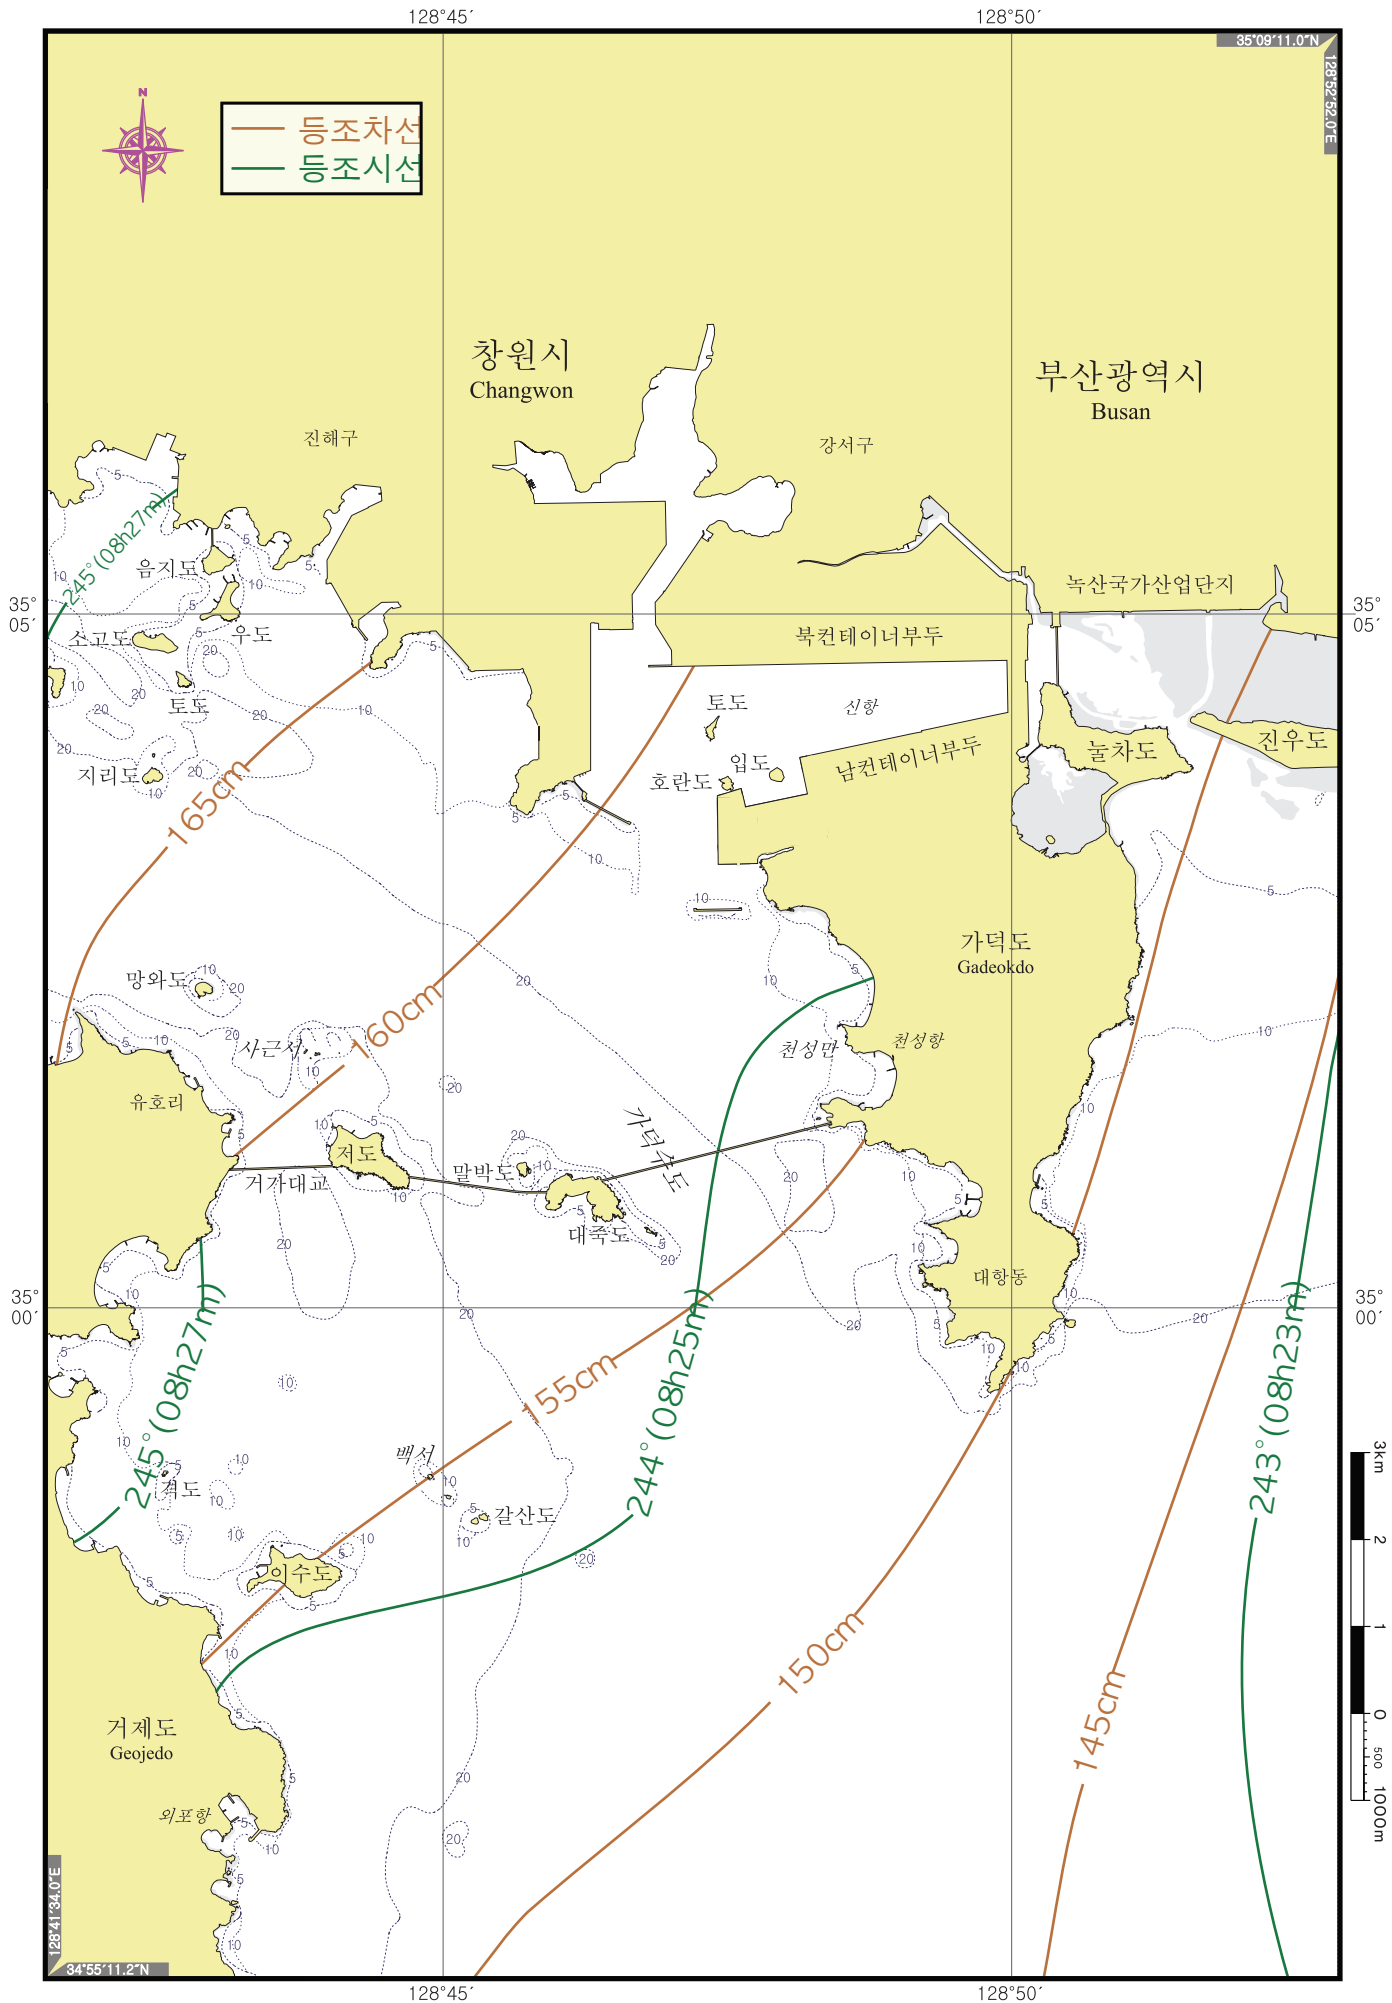 128°45′
128°50′
35°09′11.0″N
128°52′52.0″E
N
등조차선
등조시선
창원시
Changwon
부산광역시
Busan
진해구
강서구
245°(08h27m)
음지도
우도
소고도
토도
지리도
녹산국가산업단지
35°
05′
35°
05′
북컨테이너부두
신항
토도
입도
호란도
남컨테이너부두
눌차도
진우도
165cm
망와도
사근서
160cm
가덕도
Gadeokdo
천성만
천성항
유호리
저도
거가대교
말박도
대죽도
가덕수도
대항동
35°
00′
35°
00′
245°(08h27m)
155cm
244°(08h25m)
243°(08h23m)
백서
갈산도
이수도
150cm
145cm
거제도
Geojedo
외포항
3km
2
1
0
500
1000m
128°41′34.0″E
34°55′11.2″N
128°45′
128°50′